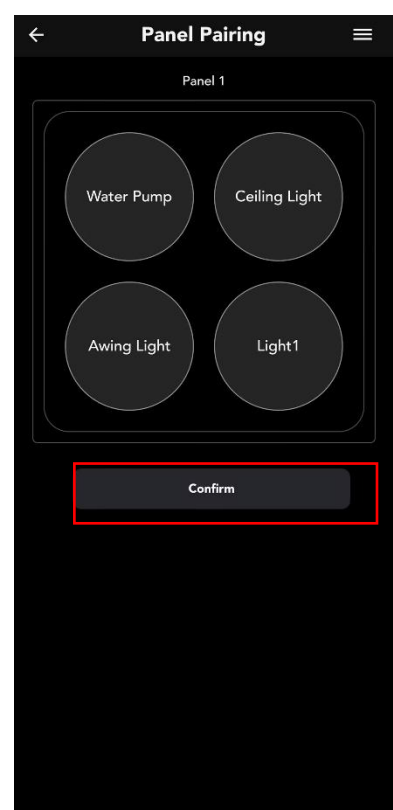 Panel Pairing
Panel 1
Water Pump
Ceiling Light
Awing Light
Light1
Confirm